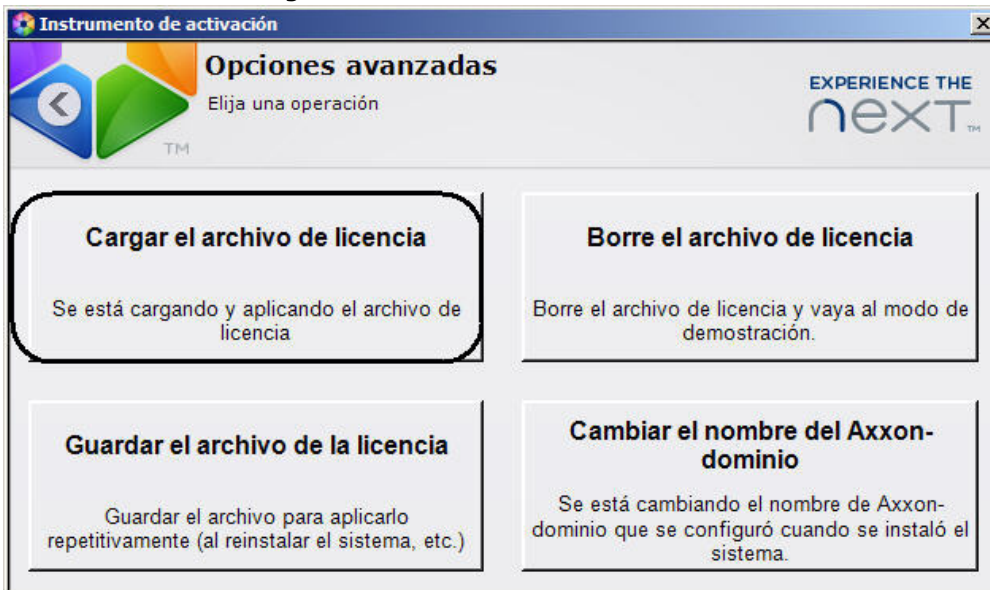 Instrumento de activación
Opciones avanzadas
Elija una operación
TM
EXPERIENCE THE
next TM
Cargar el archivo de licencia
Se está cargando y aplicando el archivo de
licencia
Borre el archivo de licencia
Borre el archivo de licencia y vaya al modo de
demostración.
Guardar el archivo de la licencia
Guardar el archivo para aplicarlo
repetitivamente (al reinstalar el sistema, etc.)
Cambiar el nombre del Axxon-
dominio
Se está cambiando el nombre de Axxon-
dominio que se configuró cuando se instaló el
sistema.